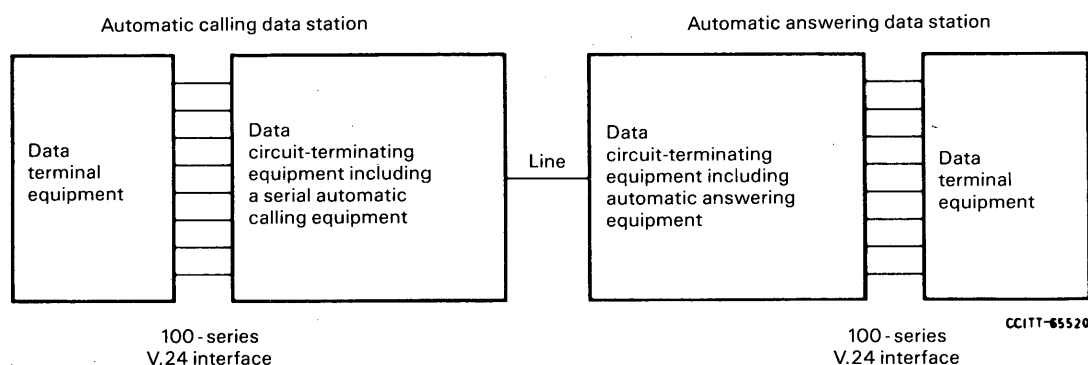 Automatic calling data station
Automatic answering data station
Data
terminal
equipment
Data
circuit-terminating
equipment including
a serial automatic
calling equipment
Line
Data
circuit-terminating
equipment including
automatic answering
equipment
Data
terminal
equipment
100-series
V.24 interface
100-series
V.24 interface
CCITT-65520